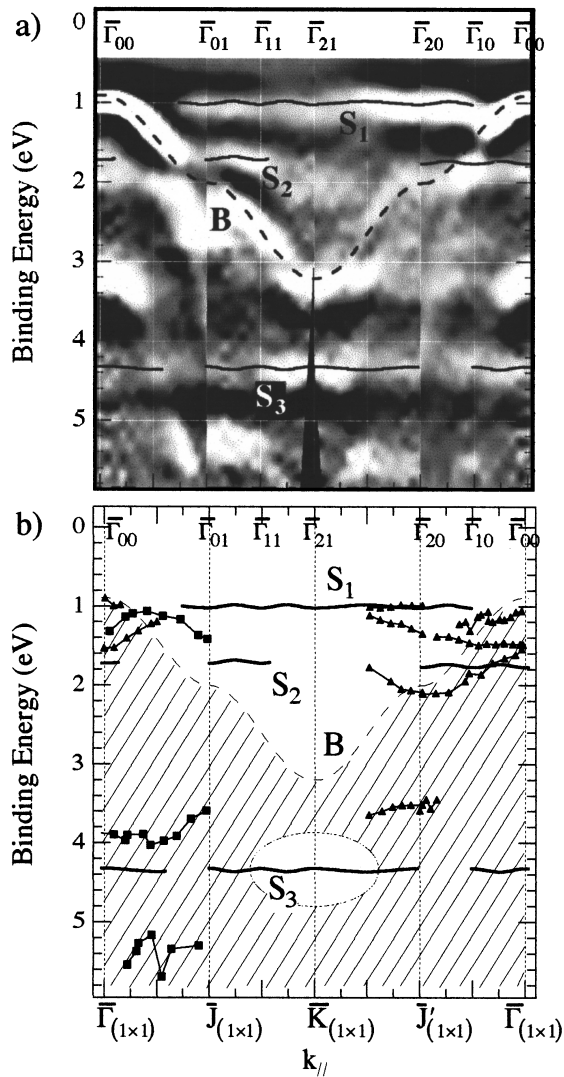 a)
0
Γ̅₀₀ Γ̅₀₁ Γ̅₁₁ Γ̅₂₁ Γ̅₂₀ Γ̅₁₀ Γ̅₀₀
1
S₁
2
S₂
B
3
4
S₃
5
Binding Energy (eV)
b)
0
Γ̅₀₀ Γ̅₀₁ Γ̅₁₁ Γ̅₂₁ Γ̅₂₀ Γ̅₁₀ Γ̅₀₀
S₁
1
2
S₂
B
3
4
S₃
5
Binding Energy (eV)
Γ̅(1×1) J̅(1×1) K̅(1×1) J̅′(1×1) Γ̅(1×1)
k//